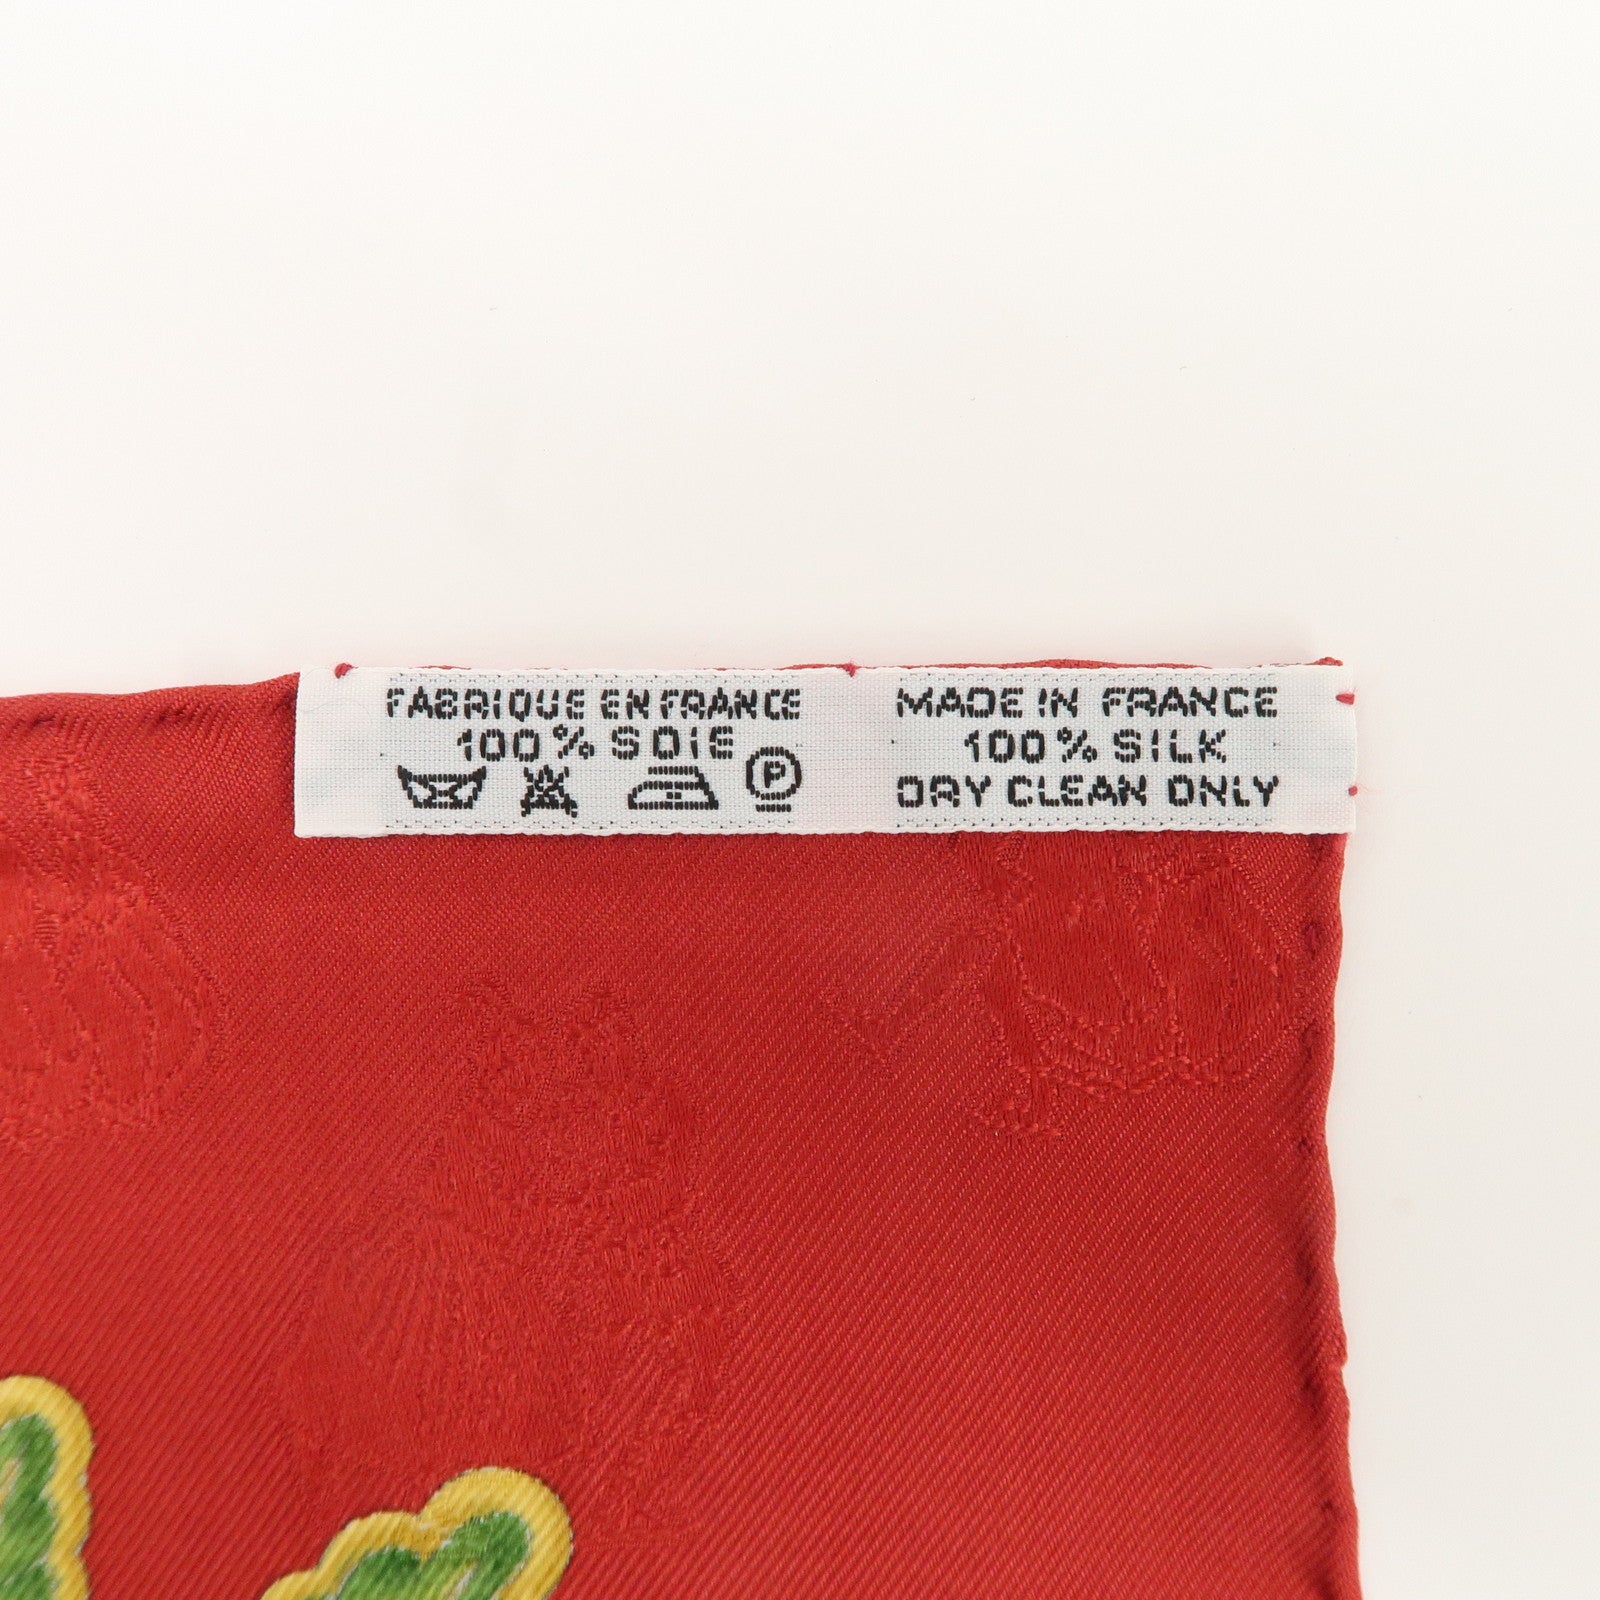 FABRIQUE EN FRANCE
100% SOIE
P
MADE IN FRANCE
100% SILK
DRY CLEAN ONLY